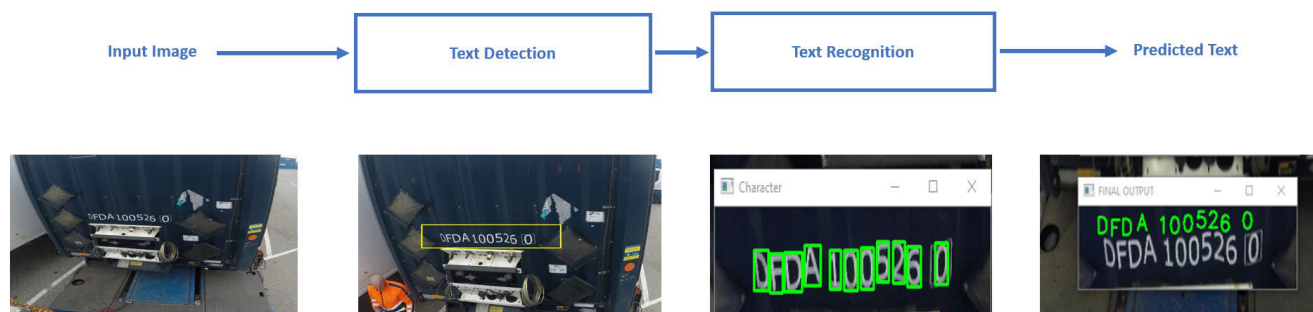 Input Image
Text Detection
Text Recognition
Predicted Text
DFDA 100526 0
DFDA 100526 0
Character
DFDA 100526 0
FINAL OUTPUT
DFDA 100526 0
DFDA 100526 0